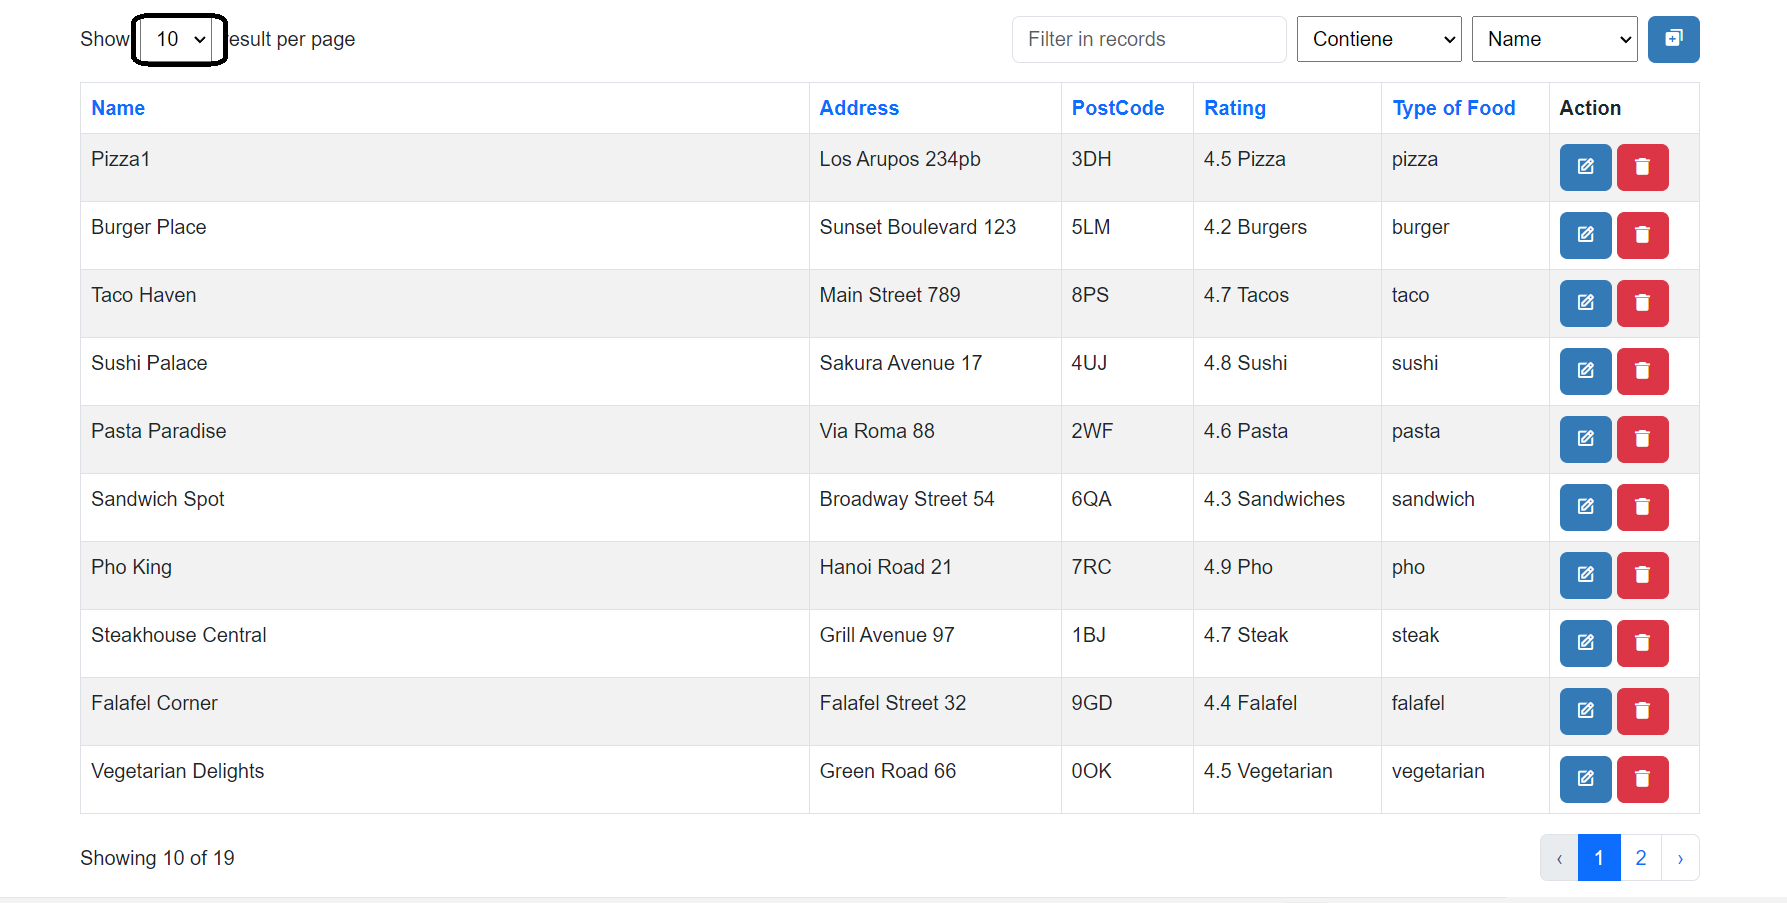 Show 10 result per page Filter in records Contiene Name
Name Address PostCode Rating Type of Food Action
Pizza1 Los Arupos 234pb 3DH 4.5 Pizza pizza
Burger Place Sunset Boulevard 123 5LM 4.2 Burgers burger
Taco Haven Main Street 789 8PS 4.7 Tacos taco
Sushi Palace Sakura Avenue 17 4UJ 4.8 Sushi sushi
Pasta Paradise Via Roma 88 2WF 4.6 Pasta pasta
Sandwich Spot Broadway Street 54 6QA 4.3 Sandwiches sandwich
Pho King Hanoi Road 21 7RC 4.9 Pho pho
Steakhouse Central Grill Avenue 97 1BJ 4.7 Steak steak
Falafel Corner Falafel Street 32 9GD 4.4 Falafel falafel
Vegetarian Delights Green Road 66 0OK 4.5 Vegetarian vegetarian
Showing 10 of 19 ‹ 1 2 ›